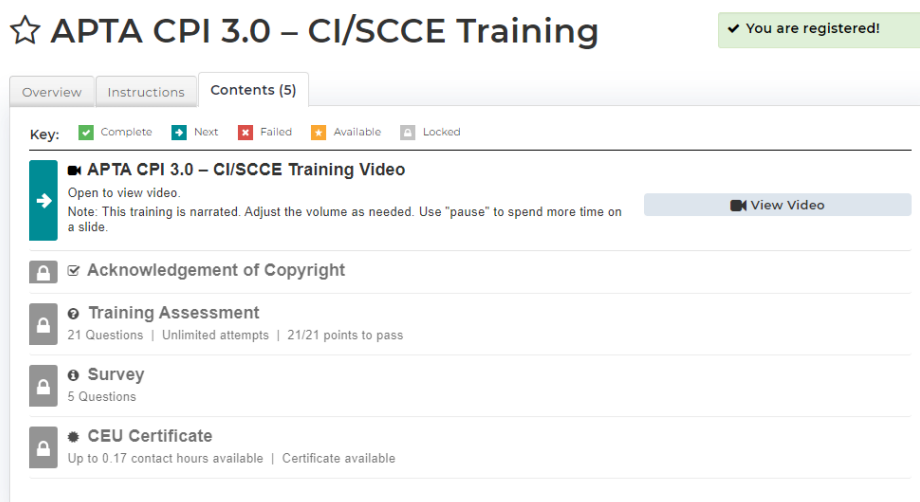 APTA CPI 3.0 – CI/SCCE Training
You are registered!
Overview
Instructions
Contents (5)
Key:
Complete
Next
Failed
Available
Locked
APTA CPI 3.0 – CI/SCCE Training Video
Open to view video.
Note: This training is narrated. Adjust the volume as needed. Use "pause" to spend more time on
a slide.
View Video
Acknowledgement of Copyright
Training Assessment
21 Questions | Unlimited attempts | 21/21 points to pass
Survey
5 Questions
CEU Certificate
Up to 0.17 contact hours available | Certificate available